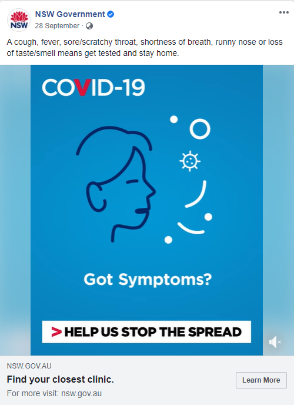 NSW Government
28 September ·
A cough, fever, sore/scratchy throat, shortness of breath, runny nose or loss
of taste/smell means get tested and stay home.
COVID-19
Got Symptoms?
> HELP US STOP THE SPREAD
NSW.GOV.AU
Find your closest clinic.
For more visit: nsw.gov.au
Learn More